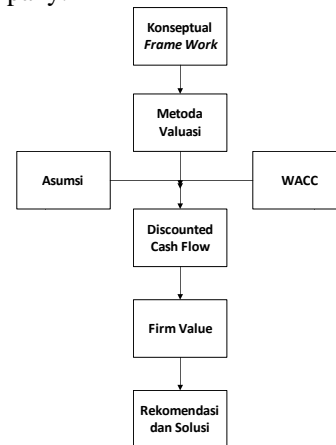 Konseptual
Frame Work
Metoda
Valuasi
Asumsi
WACC
Discounted
Cash Flow
Firm Value
Rekomendasi
dan Solusi